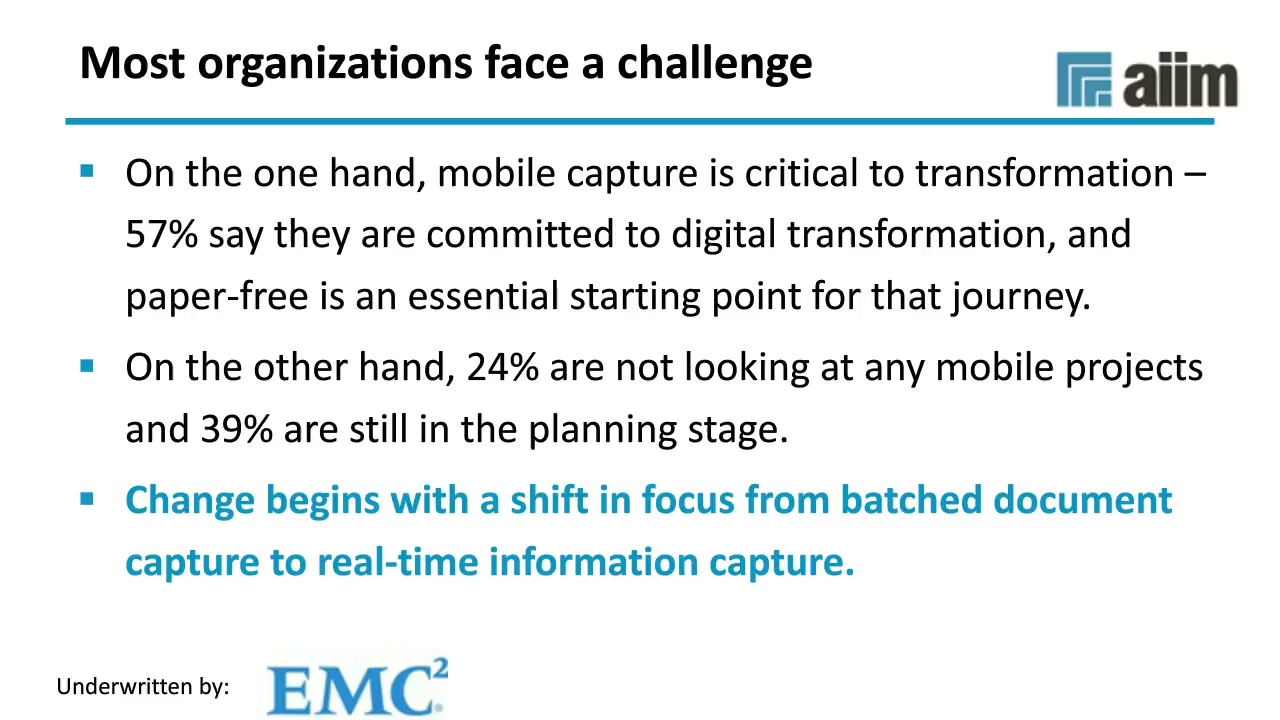 Most organizations face a challenge
aiim
▪ On the one hand, mobile capture is critical to transformation –
57% say they are committed to digital transformation, and
paper-free is an essential starting point for that journey.
▪ On the other hand, 24% are not looking at any mobile projects
and 39% are still in the planning stage.
▪ Change begins with a shift in focus from batched document
capture to real-time information capture.
Underwritten by: EMC²®